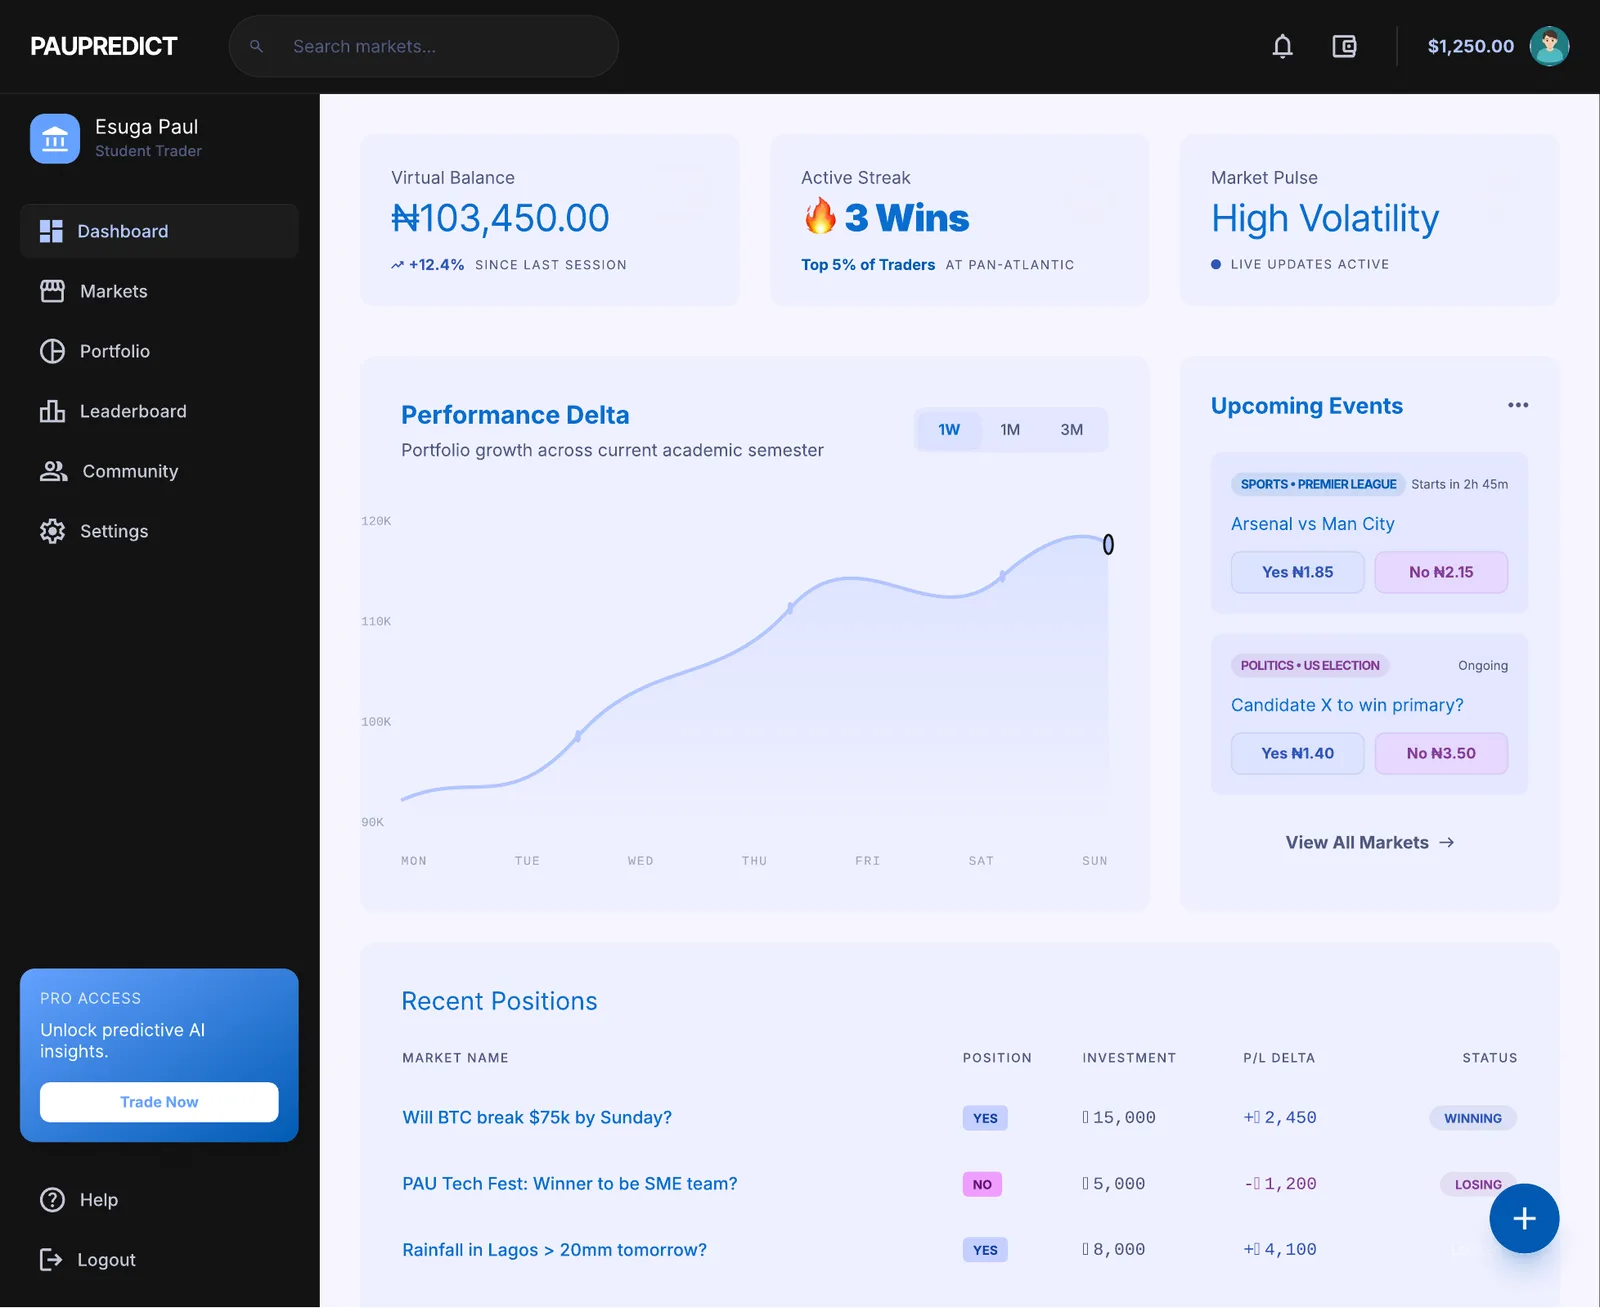 PAUPREDICT
Search markets...
$1,250.00
Esuga Paul
Student Trader
Dashboard
Markets
Portfolio
Leaderboard
Community
Settings
PRO ACCESS
Unlock predictive AI
insights.
Trade Now
Help
Logout
Virtual Balance
₦103,450.00
+12.4% SINCE LAST SESSION
Active Streak
🔥 3 Wins
Top 5% of Traders AT PAN-ATLANTIC
Market Pulse
High Volatility
LIVE UPDATES ACTIVE
Performance Delta
Portfolio growth across current academic semester
1W 1M 3M
120K
110K
100K
90K
MON TUE WED THU FRI SAT SUN
Upcoming Events
SPORTS • PREMIER LEAGUE Starts in 2h 45m
Arsenal vs Man City
Yes ₦1.85 No ₦2.15
POLITICS • US ELECTION Ongoing
Candidate X to win primary?
Yes ₦1.40 No ₦3.50
View All Markets →
Recent Positions
MARKET NAME POSITION INVESTMENT P/L DELTA STATUS
Will BTC break $75k by Sunday? YES 15,000 +2,450 WINNING
PAU Tech Fest: Winner to be SME team? NO 5,000 -1,200 LOSING
Rainfall in Lagos > 20mm tomorrow? YES 8,000 +4,100